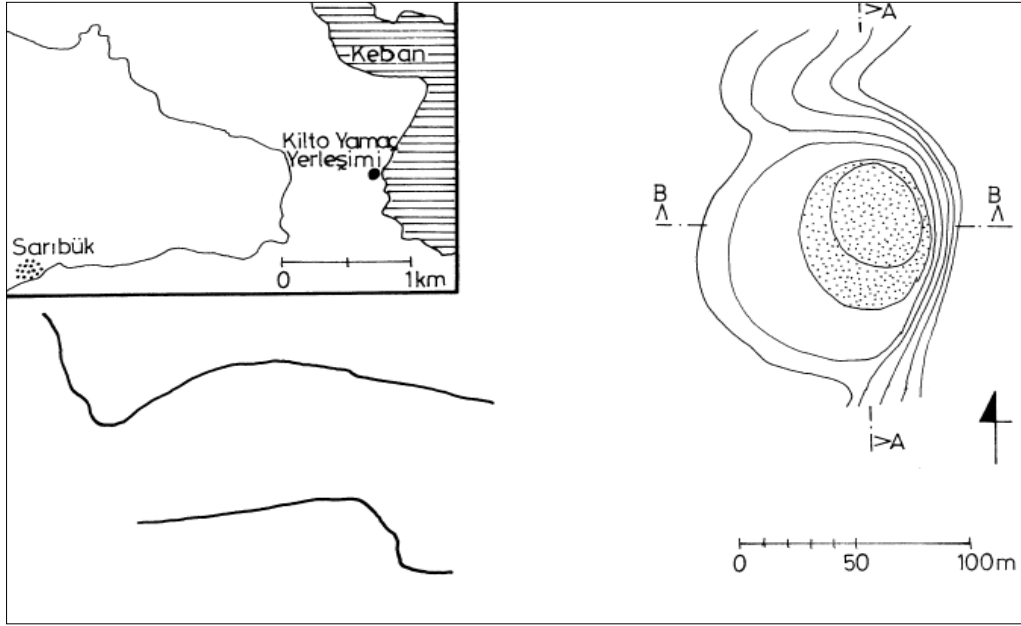 Keban
Kilto Yamaç
Yerleşimi
Sarıbük
0 1km
>A
B
B
>A
0 50 100m